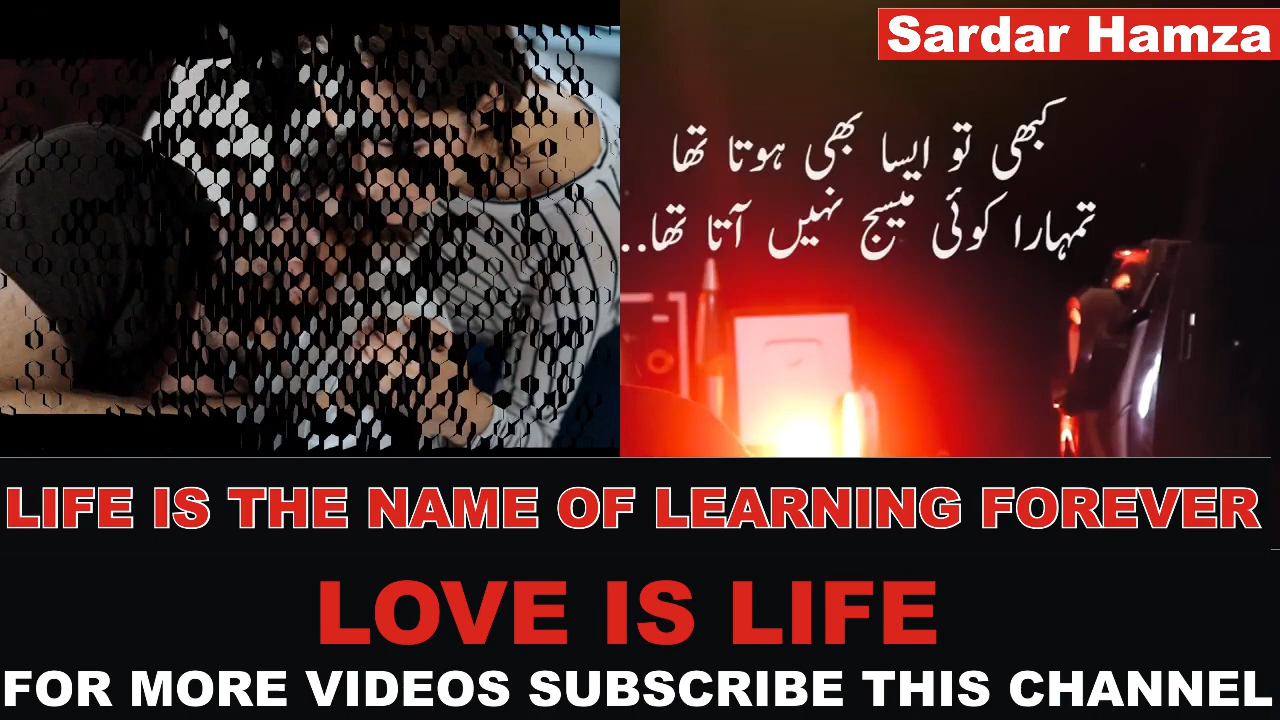 Sardar Hamza
کبھی تو ایسا بھی ہوتا تھا
تمہارا کوئی میسج نہیں آتا تھا..
LIFE IS THE NAME OF LEARNING FOREVER
LOVE IS LIFE
FOR MORE VIDEOS SUBSCRIBE THIS CHANNEL